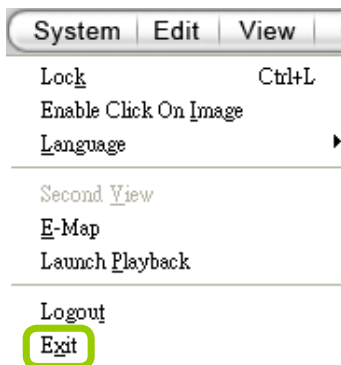 System Edit View
Lock Ctrl+L
Enable Click On Image
Language
Second View
E-Map
Launch Playback
Logout
Exit